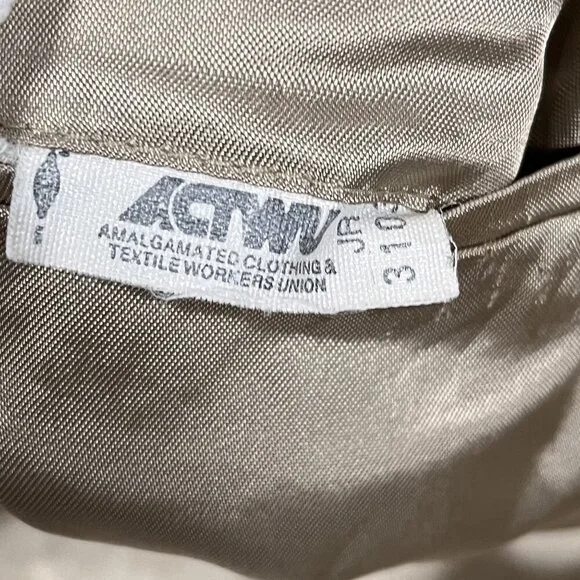 ACTWU
AMALGAMATED CLOTHING &
TEXTILE WORKERS UNION
JR
310